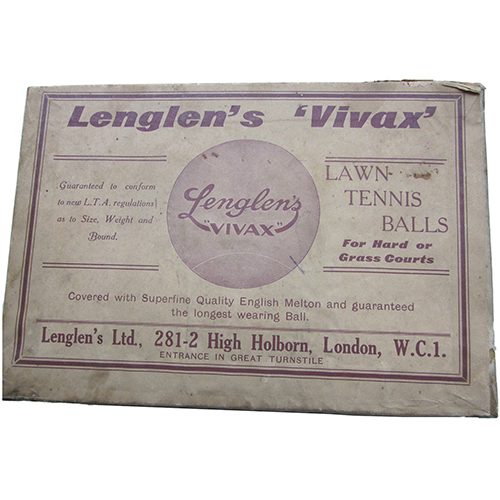 Lenglen's 'Vivax'
Guaranteed to conform
to new L.T.A. regulations
as to Size, Weight and
Bound.
Lenglen's
"VIVAX"
LAWN-
TENNIS
BALLS
For Hard or
Grass Courts
Covered with Superfine Quality English Melton and guaranteed
the longest wearing Ball.
Lenglen's Ltd., 281-2 High Holborn, London, W.C.1.
ENTRANCE IN GREAT TURNSTILE